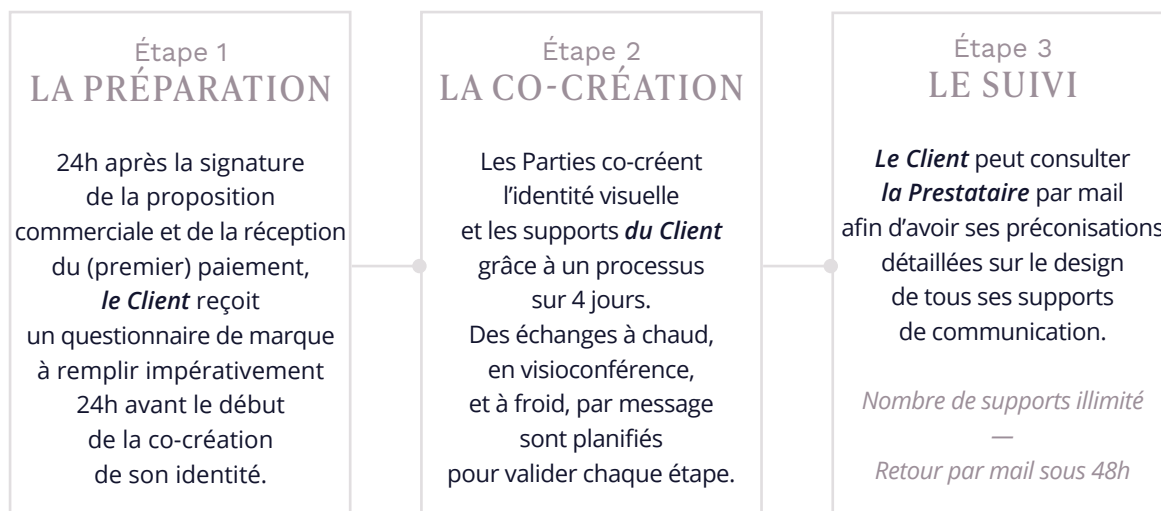 Étape 1
LA PRÉPARATION
24h après la signature
de la proposition
commerciale et de la réception
du (premier) paiement,
le Client reçoit
un questionnaire de marque
à remplir impérativement
24h avant le début
de la co-création
de son identité.
Étape 2
LA CO-CRÉATION
Les Parties co-créent
l’identité visuelle
et les supports du Client
grâce à un processus
sur 4 jours.
Des échanges à chaud,
en visioconférence,
et à froid, par message
sont planifiés
pour valider chaque étape.
Étape 3
LE SUIVI
Le Client peut consulter
la Prestataire par mail
afin d’avoir ses préconisations
détaillées sur le design
de tous ses supports
de communication.
Nombre de supports illimité
—
Retour par mail sous 48h